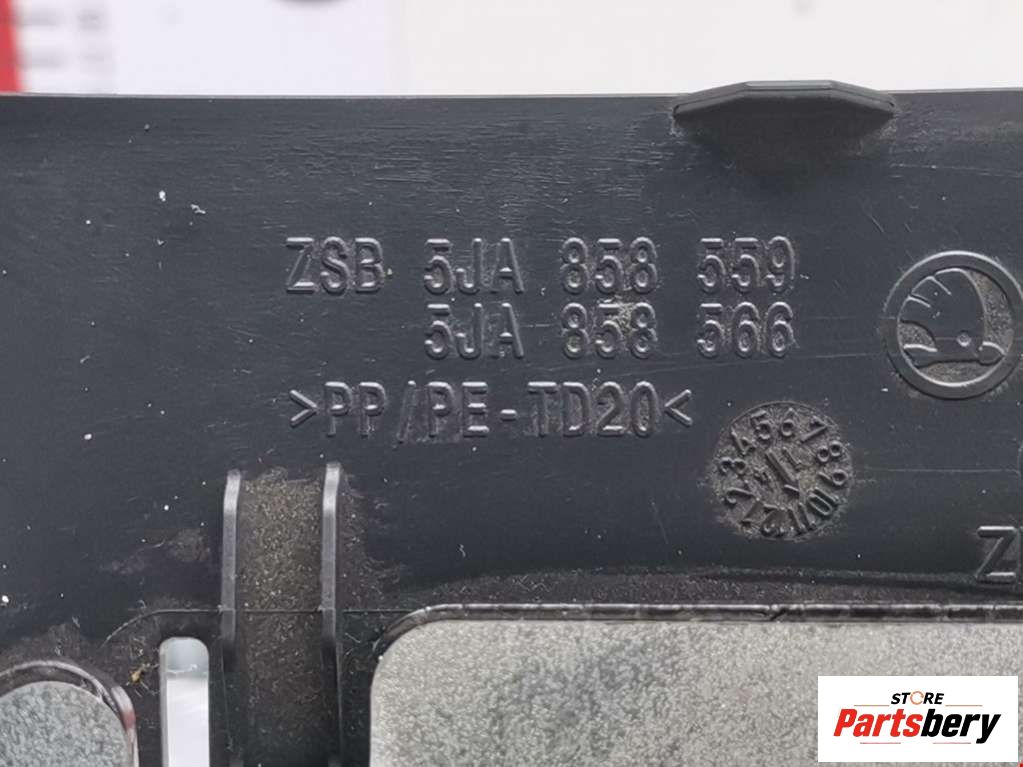 ZSB 5JA 858 559
5JA 858 566
>PP/PE-TD20<
1 2 3 4 5 6 7 8 9 10 11 12
Z
STORE
Partsbery